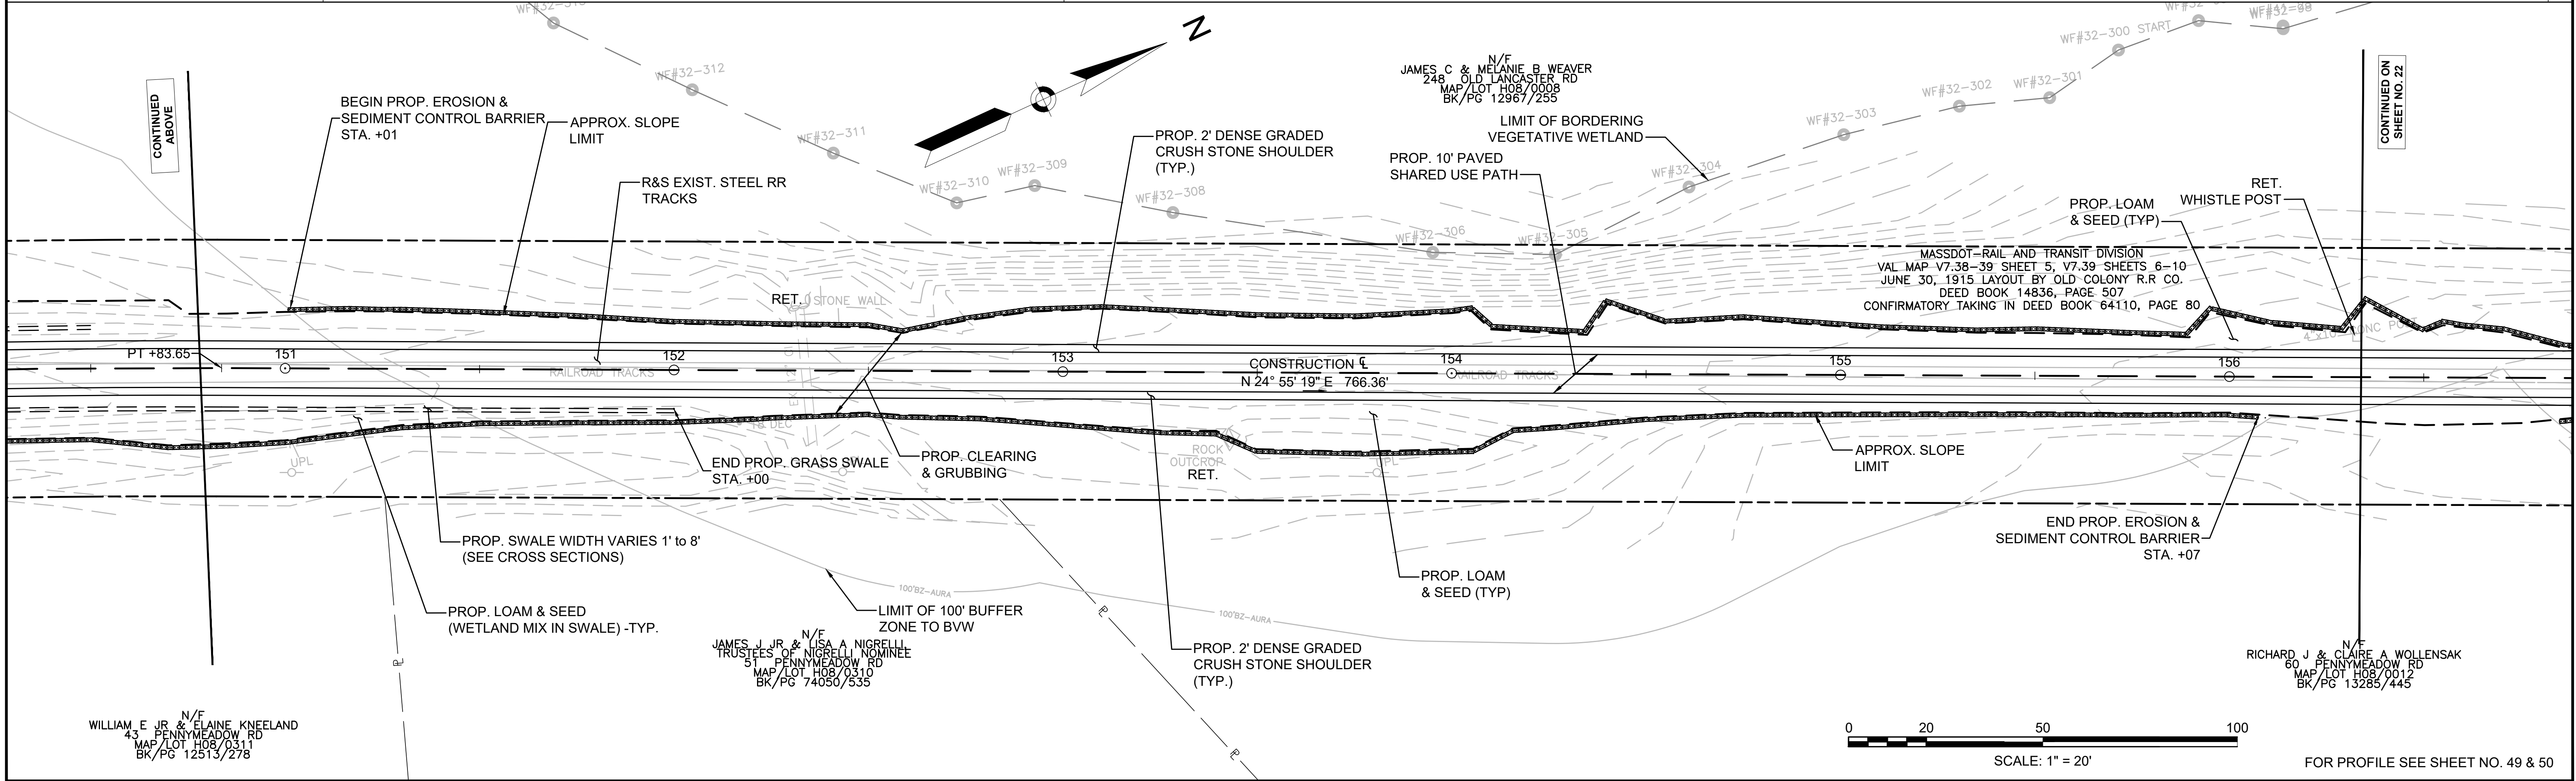 WF#32-312
WF#32-311
WF#32-310
WF#32-309
WF#32-308
WF#32-306
WF#32-305
WF#32-304
WF#32-303
WF#32-302
WF#32-301
WF#32-300 START
N
CONTINUED
ABOVE
BEGIN PROP. EROSION &
SEDIMENT CONTROL BARRIER
STA. +01
APPROX. SLOPE
LIMIT
R&S EXIST. STEEL RR
TRACKS
PROP. 2' DENSE GRADED
CRUSH STONE SHOULDER
(TYP.)
N/F
JAMES C & MELANIE B WEAVER
248 OLD LANCASTER RD
MAP/LOT H08/0008
BK/PG 12967/255
LIMIT OF BORDERING
VEGETATIVE WETLAND
PROP. 10' PAVED
SHARED USE PATH
CONTINUED ON
SHEET NO. 22
RET.
WHISTLE POST
PROP. LOAM
& SEED (TYP)
MASSDOT-RAIL AND TRANSIT DIVISION
VAL MAP V7.38-39 SHEET 5, V7.39 SHEETS 6-10
JUNE 30, 1915 LAYOUT BY OLD COLONY R.R CO.
DEED BOOK 14836, PAGE 507
CONFIRMATORY TAKING IN DEED BOOK 64110, PAGE 80
RET.
STONE WALL
PT +83.65
151
152
153
154
155
156
RAILROAD TRACKS
CONSTRUCTION ℄
N 24° 55' 19" E 766.36'
RAILROAD TRACKS
UPL
ROCK
OUTCROP
RET.
UPL
END PROP. GRASS SWALE
STA. +00
PROP. CLEARING
& GRUBBING
APPROX. SLOPE
LIMIT
PROP. SWALE WIDTH VARIES 1' to 8'
(SEE CROSS SECTIONS)
PROP. LOAM & SEED
(WETLAND MIX IN SWALE) -TYP.
LIMIT OF 100' BUFFER
ZONE TO BVW
100'BZ-AURA
100'BZ-AURA
PROP. LOAM
& SEED (TYP)
PROP. 2' DENSE GRADED
CRUSH STONE SHOULDER
(TYP.)
END PROP. EROSION &
SEDIMENT CONTROL BARRIER
STA. +07
N/F
JAMES J JR & LISA A NIGRELLI,
TRUSTEES OF NIGRELLI NOMINEE
51 PENNYMEADOW RD
MAP/LOT H08/0310
BK/PG 74050/535
N/F
RICHARD J & CLAIRE A WOLLENSAK
60 PENNYMEADOW RD
MAP/LOT H08/0012
BK/PG 13285/445
N/F
WILLIAM E JR & ELAINE KNEELAND
43 PENNYMEADOW RD
MAP/LOT H08/0311
BK/PG 12513/278
PL
PL
PL
0 20 50 100
SCALE: 1" = 20'
FOR PROFILE SEE SHEET NO. 49 & 50